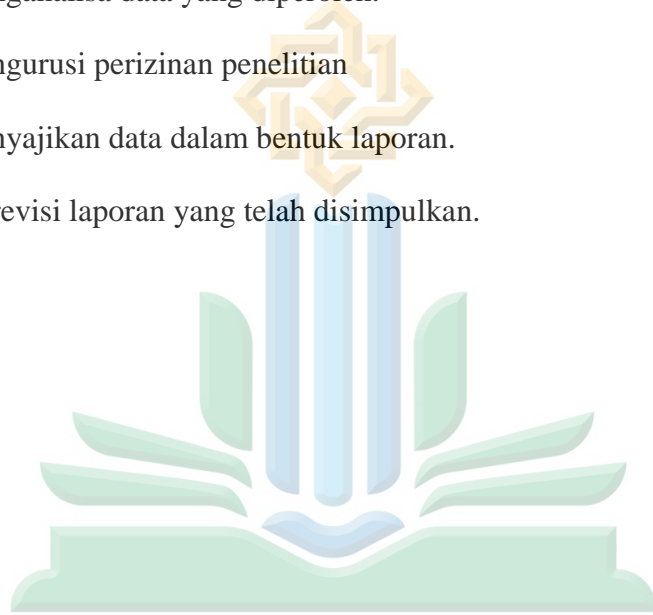 nganalisa data yang diperoleh.
ngurusi perizinan penelitian
nyajikan data dalam bentuk laporan.
revisi laporan yang telah disimpulkan.